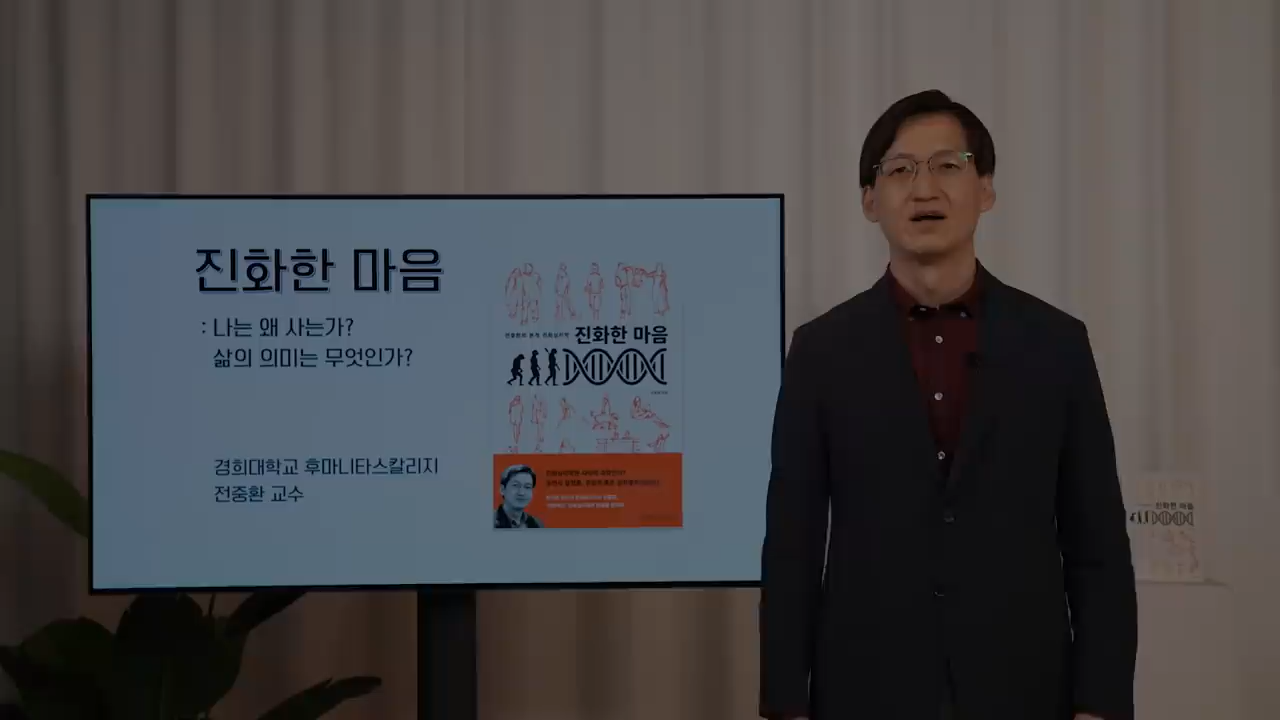 진화한 마음
: 나는 왜 사는가?
삶의 의미는 무엇인가?
경희대학교 후마니타스칼리지
전중환 교수
진화한 마음
진화한 마음